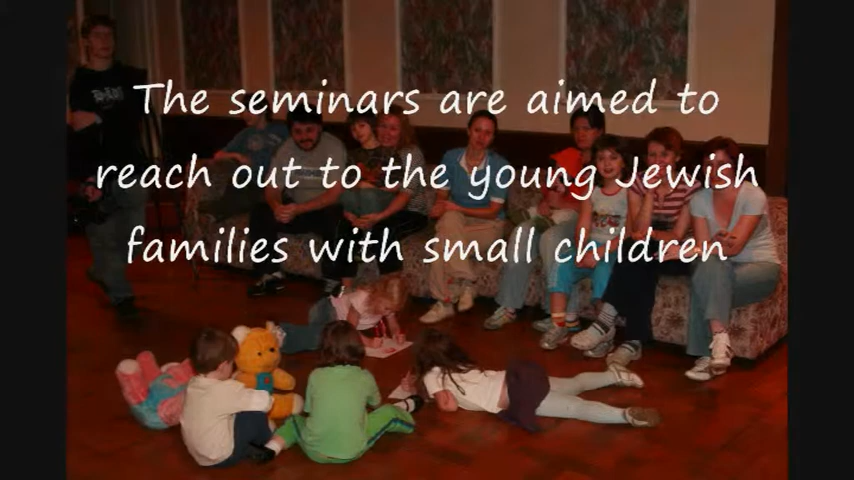 The seminars are aimed to
reach out to the young Jewish
families with small children